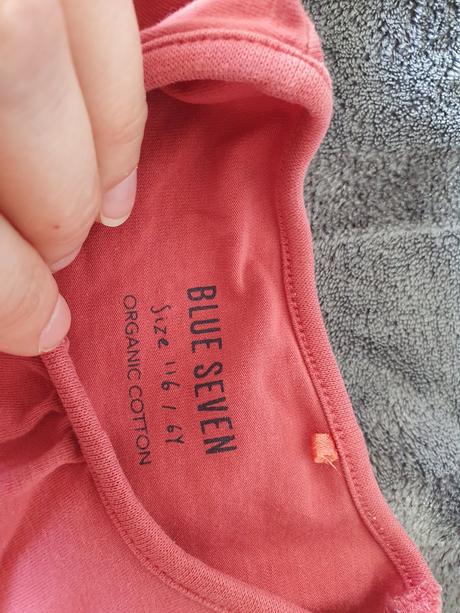 BLUE SEVEN
Size 116 / 6Y
ORGANIC COTTON